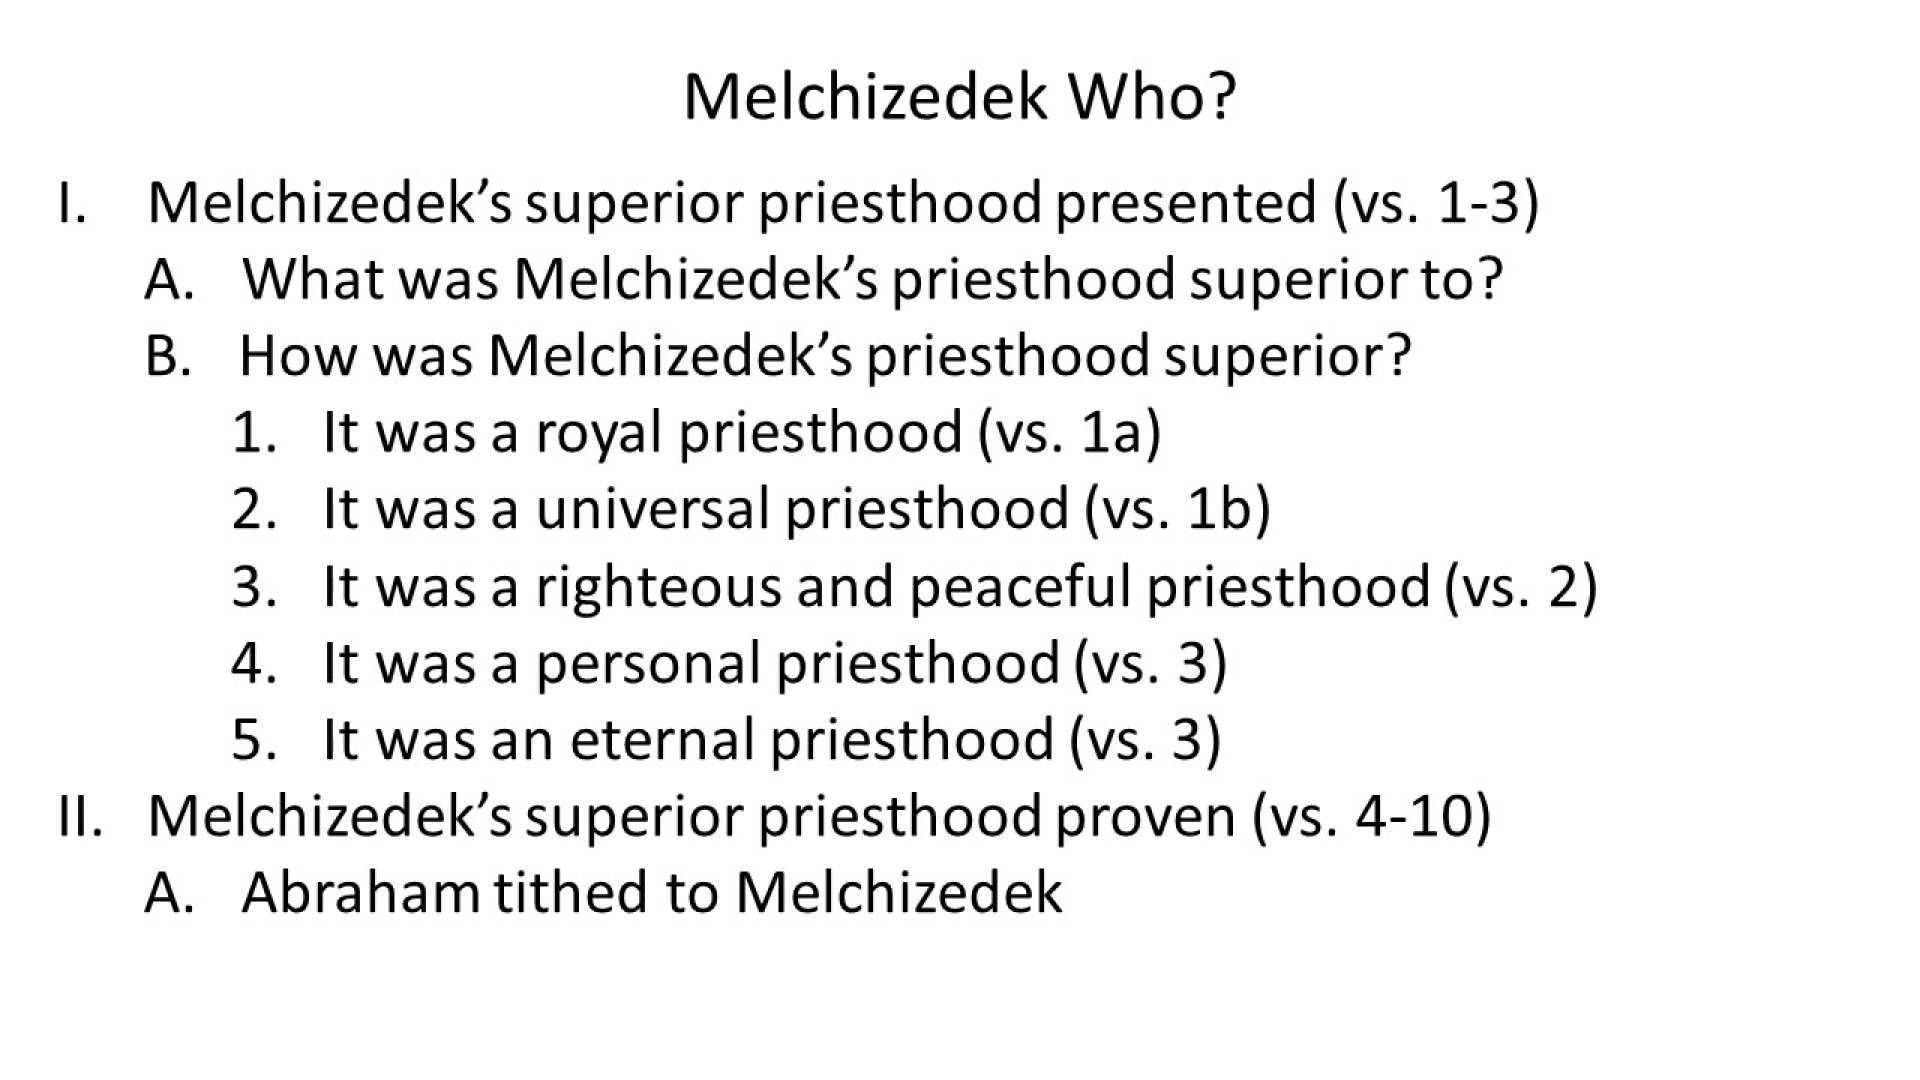 Melchizedek Who?
I. Melchizedek’s superior priesthood presented (vs. 1-3)
A. What was Melchizedek’s priesthood superior to?
B. How was Melchizedek’s priesthood superior?
1. It was a royal priesthood (vs. 1a)
2. It was a universal priesthood (vs. 1b)
3. It was a righteous and peaceful priesthood (vs. 2)
4. It was a personal priesthood (vs. 3)
5. It was an eternal priesthood (vs. 3)
II. Melchizedek’s superior priesthood proven (vs. 4-10)
A. Abraham tithed to Melchizedek